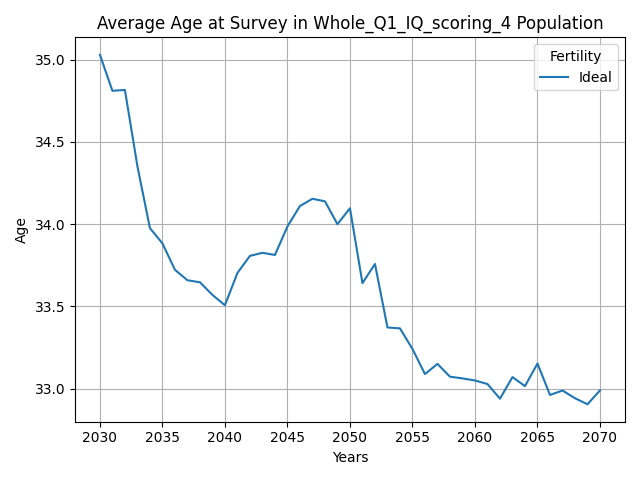 Average Age at Survey in Whole_Q1_IQ_scoring_4 Population
Fertility
Ideal
35.0
34.5
34.0
33.5
33.0
Age
2030 2035 2040 2045 2050 2055 2060 2065 2070
Years